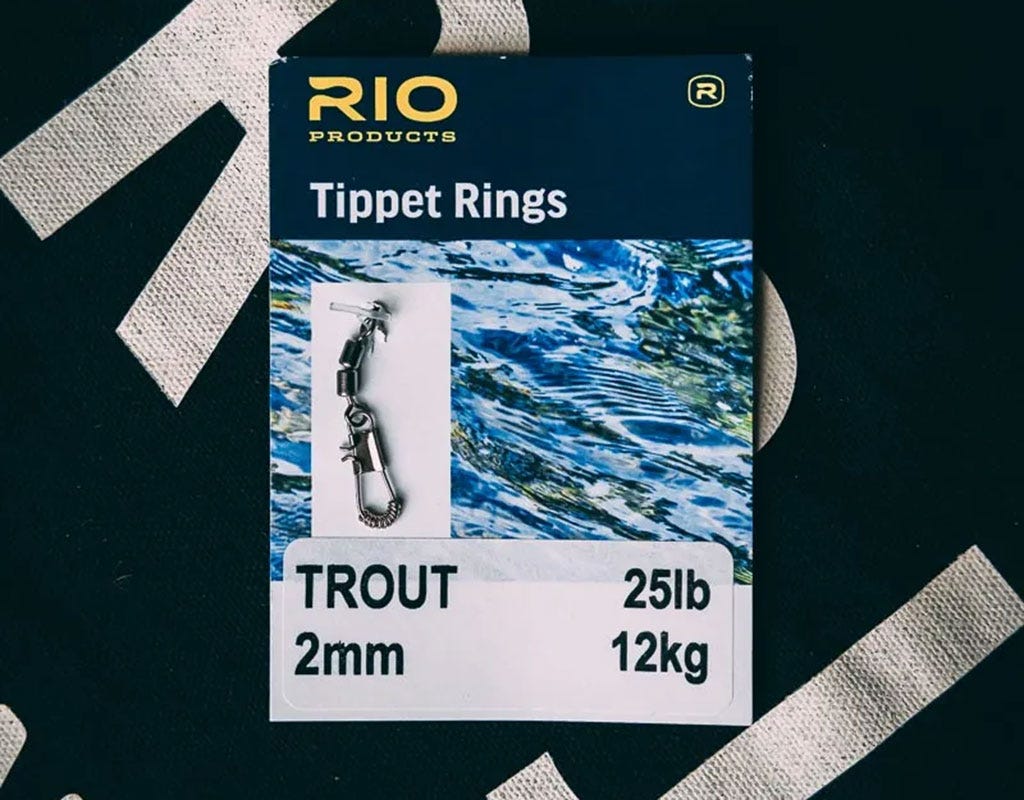 RIO
R
PRODUCTS
Tippet Rings
TROUT 25lb
2mm 12kg